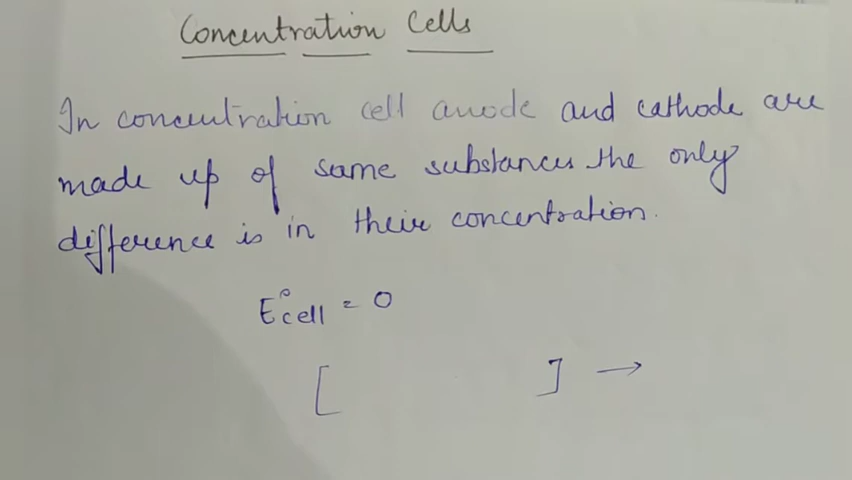 Concentration Cells
In concentration cell anode and cathode are
made up of same substances the only
difference is in their concentration.
E°cell = 0
[ ] →